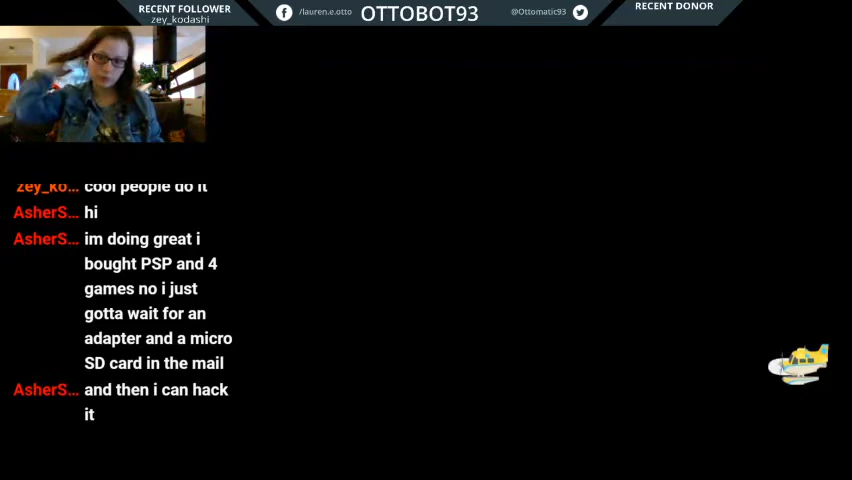 RECENT FOLLOWER
zey_kodashi
/lauren.e.otto
OTTOBOT93
@Ottomatic93
RECENT DONOR
zey_ko... cool people do it
AsherS... hi
AsherS... im doing great i
bought PSP and 4
games no i just
gotta wait for an
adapter and a micro
SD card in the mail
AsherS... and then i can hack
it